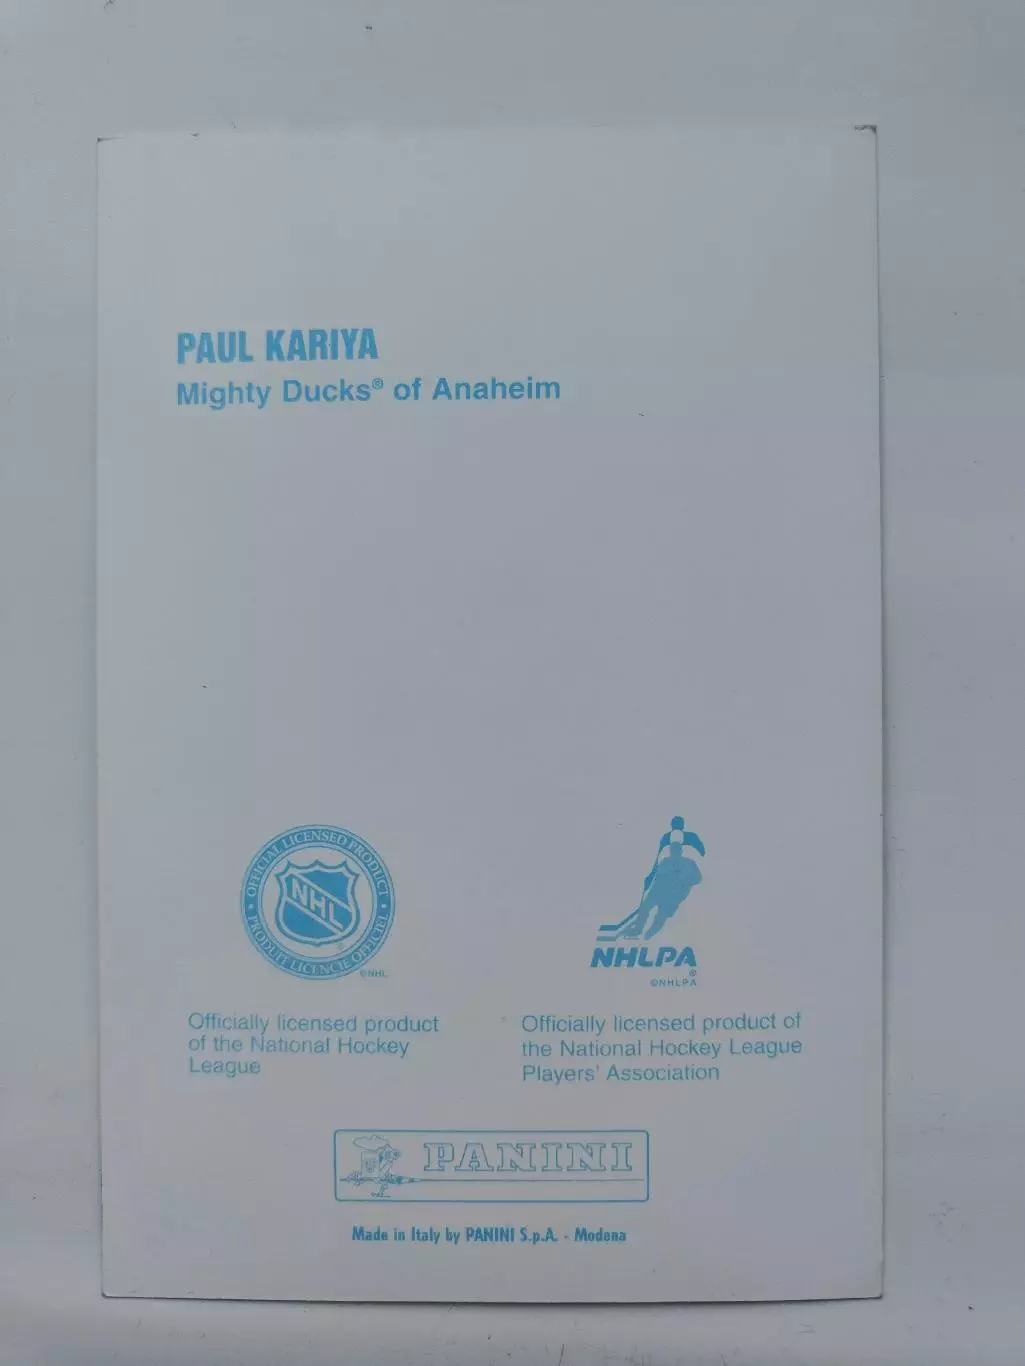 PAUL KARIYA
Mighty Ducks® of Anaheim
OFFICIAL LICENSED PRODUCT
NHL
PRODUIT LICENCIÉ OFFICIEL
©NHL
NHLPA
®
©NHLPA
Officially licensed product
of the National Hockey
League
Officially licensed product of
the National Hockey League
Players' Association
PANINI
Made in Italy by PANINI S.p.A. - Modena